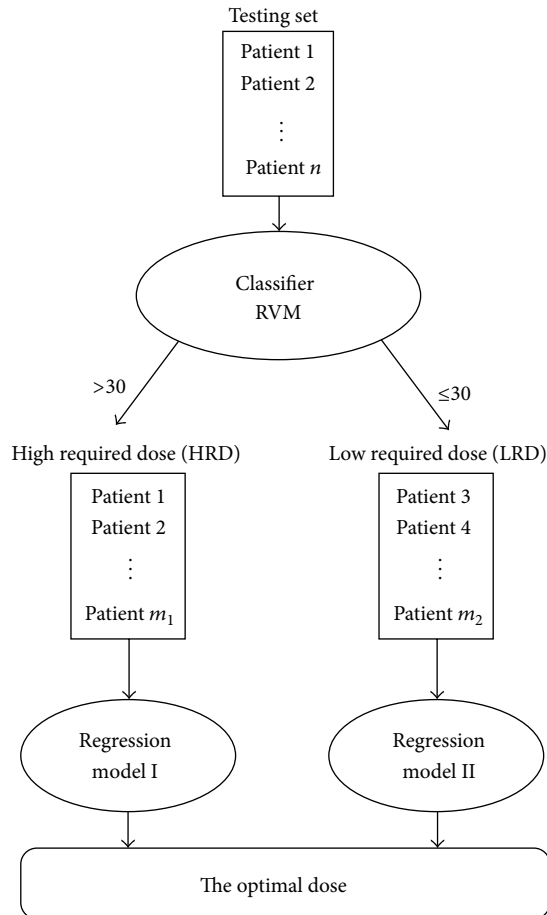 Testing set
Patient 1
Patient 2
⋮
Patient n
Classifier
RVM
>30
≤30
High required dose (HRD)
Low required dose (LRD)
Patient 1
Patient 2
⋮
Patient m₁
Patient 3
Patient 4
⋮
Patient m₂
Regression
model I
Regression
model II
The optimal dose